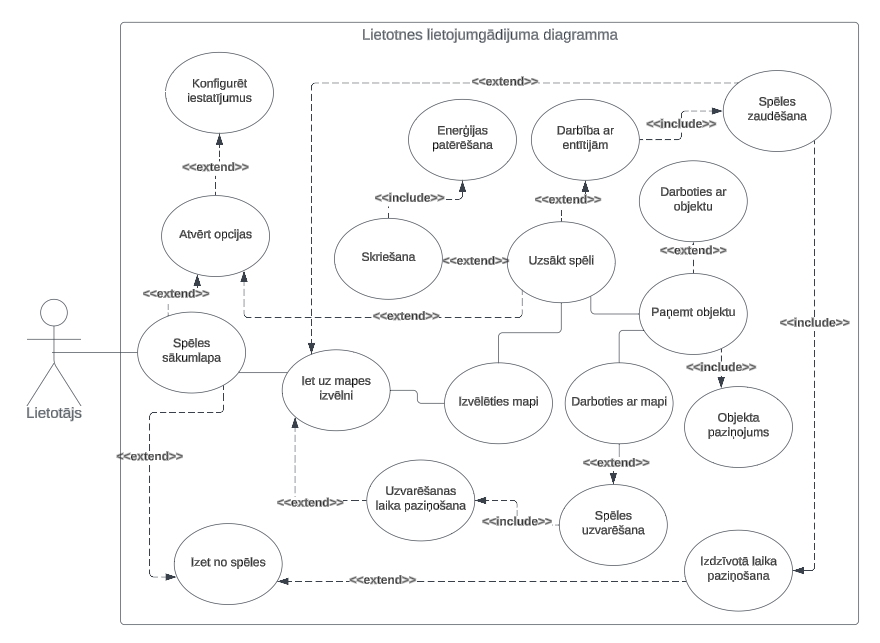 Lietotnes lietojumgādijuma diagramma
Konfigurēt
iestatījumus
<<extend>>
Spēles
zaudēšana
Enerģijas
patērēšana
Darbība ar
entītijām
<<include>>
<<extend>>
<<include>>
<<extend>>
Darboties ar
objektu
Atvērt opcijas
Skriešana
<<extend>>
Uzsākt spēli
<<extend>>
<<extend>>
<<extend>>
Paņemt objektu
<<include>>
Spēles
sākumlapa
Lietotājs
Iet uz mapes
izvēlni
Izvēlēties mapi
Darboties ar mapi
<<include>>
Objekta
paziņojums
<<extend>>
<<extend>>
Uzvarēšanas
laika paziņošana
<<extend>>
<<include>>
Spēles
uzvarēšana
Izet no spēles
<<extend>>
Izdzīvotā laika
paziņošana